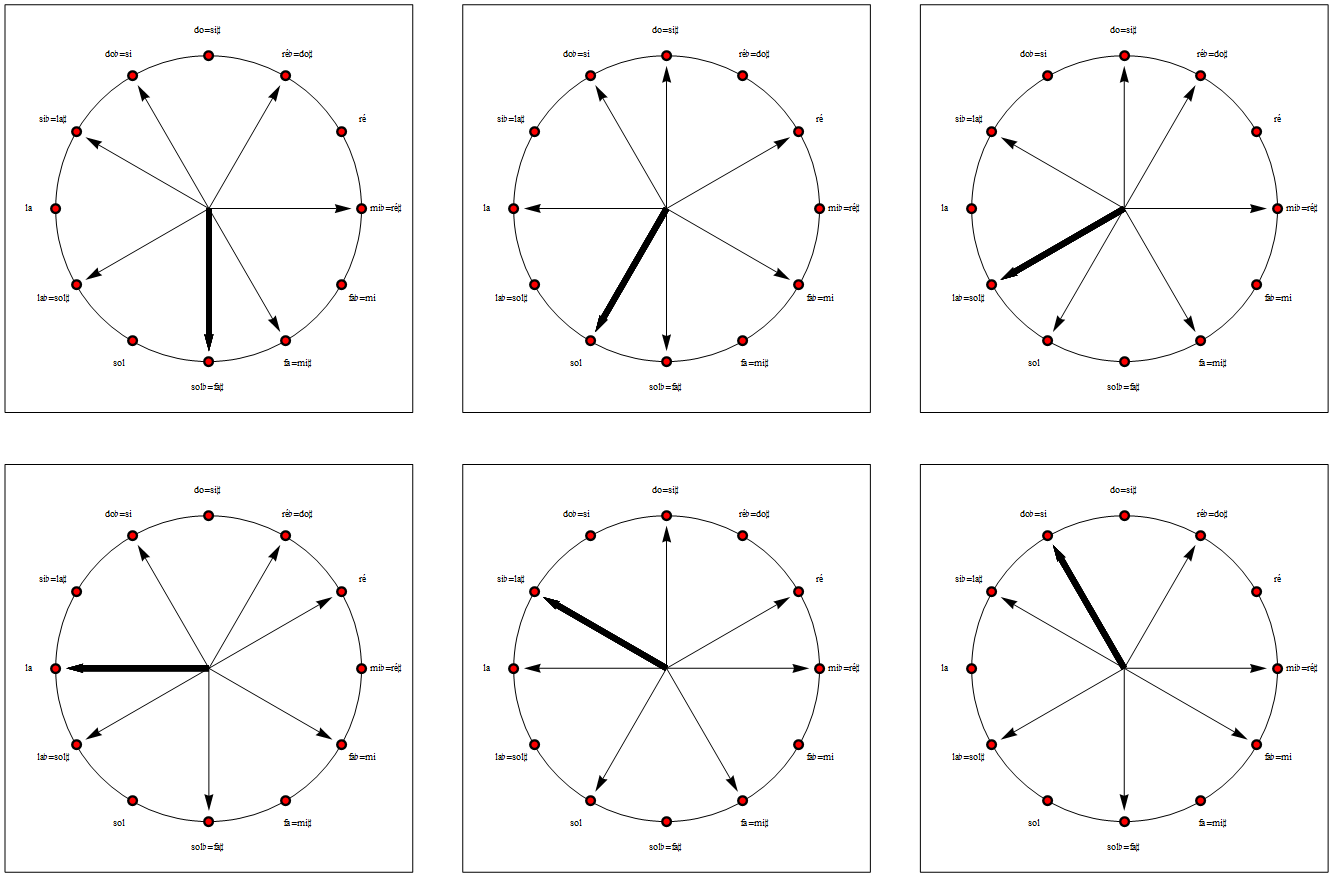 do=si♯
do♭=si
ré♭=do♯
si♭=la♯
ré
la
mi♭=ré♯
la♭=sol♯
fa♭=mi
sol
fa=mi♯
sol♭=fa♯
do=si♯
do♭=si
ré♭=do♯
si♭=la♯
ré
la
mi♭=ré♯
la♭=sol♯
fa♭=mi
sol
fa=mi♯
sol♭=fa♯
do=si♯
do♭=si
ré♭=do♯
si♭=la♯
ré
la
mi♭=ré♯
la♭=sol♯
fa♭=mi
sol
fa=mi♯
sol♭=fa♯
do=si♯
do♭=si
ré♭=do♯
si♭=la♯
ré
la
mi♭=ré♯
la♭=sol♯
fa♭=mi
sol
fa=mi♯
sol♭=fa♯
do=si♯
do♭=si
ré♭=do♯
si♭=la♯
ré
la
mi♭=ré♯
la♭=sol♯
fa♭=mi
sol
fa=mi♯
sol♭=fa♯
do=si♯
do♭=si
ré♭=do♯
si♭=la♯
ré
la
mi♭=ré♯
la♭=sol♯
fa♭=mi
sol
fa=mi♯
sol♭=fa♯